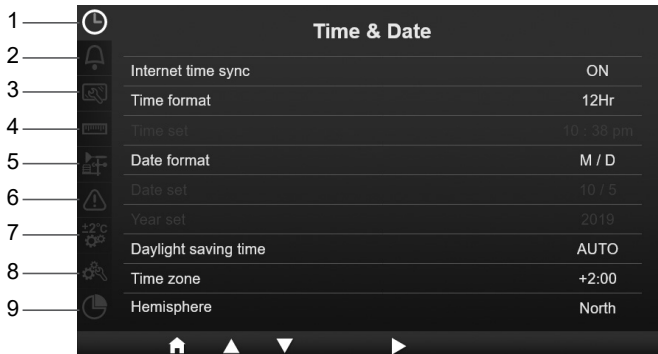 Time & Date
1
2
3
4
5
6
7
8
9
±2°C
Internet time sync ON
Time format 12Hr
Time set 10 : 38 pm
Date format M / D
Date set 10 / 5
Year set 2019
Daylight saving time AUTO
Time zone +2:00
Hemisphere North